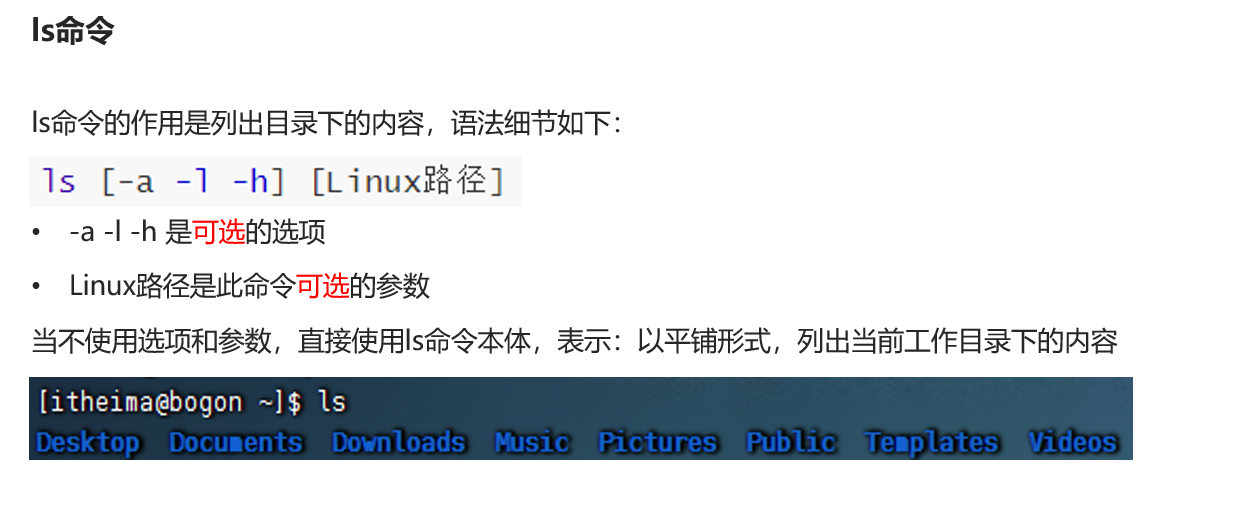 ls命令
ls命令的作用是列出目录下的内容，语法细节如下：
ls [-a -l -h] [Linux路径]
• -a -l -h 是可选的选项
• Linux路径是此命令可选的参数
当不使用选项和参数，直接使用ls命令本体，表示：以平铺形式，列出当前工作目录下的内容
[itheima@bogon ~]$ ls
Desktop Documents Downloads Music Pictures Public Templates Videos